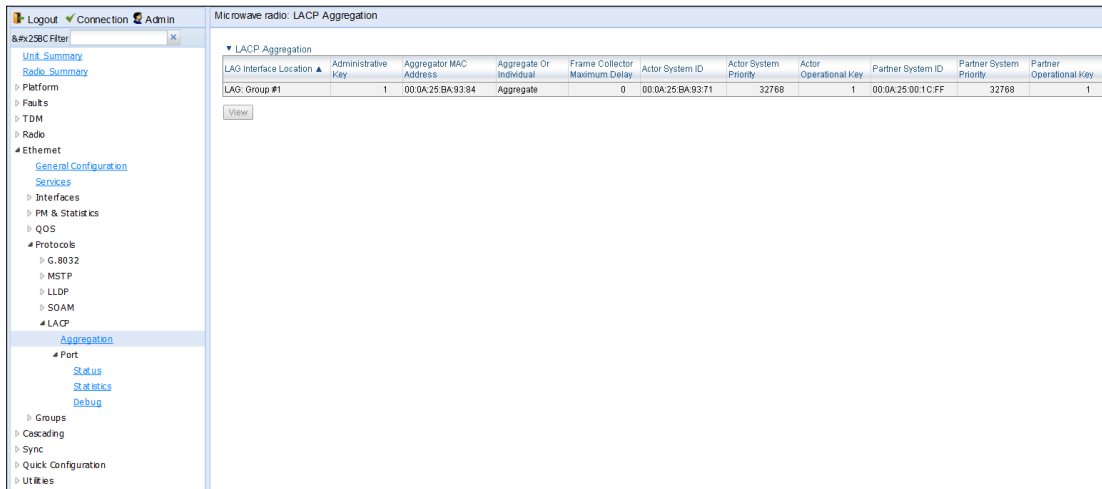 Logout Connection Admin
&#x25BC Filter
Unit Summary
Radio Summary
Platform
Faults
TDM
Radio
Ethernet
General Configuration
Services
Interfaces
PM & Statistics
QOS
Protocols
G.8032
MSTP
LLDP
SOAM
LACP
Aggregation
Port
Status
Statistics
Debug
Groups
Cascading
Sync
Quick Configuration
Utilities
Microwave radio: LACP Aggregation
▼ LACP Aggregation
LAG Interface Location ▲ Administrative Key Aggregator MAC Address Aggregate Or Individual Frame Collector Maximum Delay Actor System ID Actor System Priority Actor Operational Key Partner System ID Partner System Priority Partner Operational Key
LAG: Group #1 1 00:0A:25:BA:93:84 Aggregate 0 00:0A:25:BA:93:71 32768 1 00:0A:25:00:1C:FF 32768 1
View